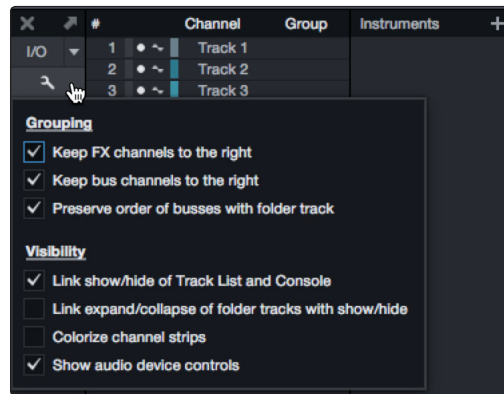 # Channel Group Instruments +
I/O 1 Track 1
2 Track 2
3 Track 3
Grouping
Keep FX channels to the right
Keep bus channels to the right
Preserve order of busses with folder track
Visibility
Link show/hide of Track List and Console
Link expand/collapse of folder tracks with show/hide
Colorize channel strips
Show audio device controls